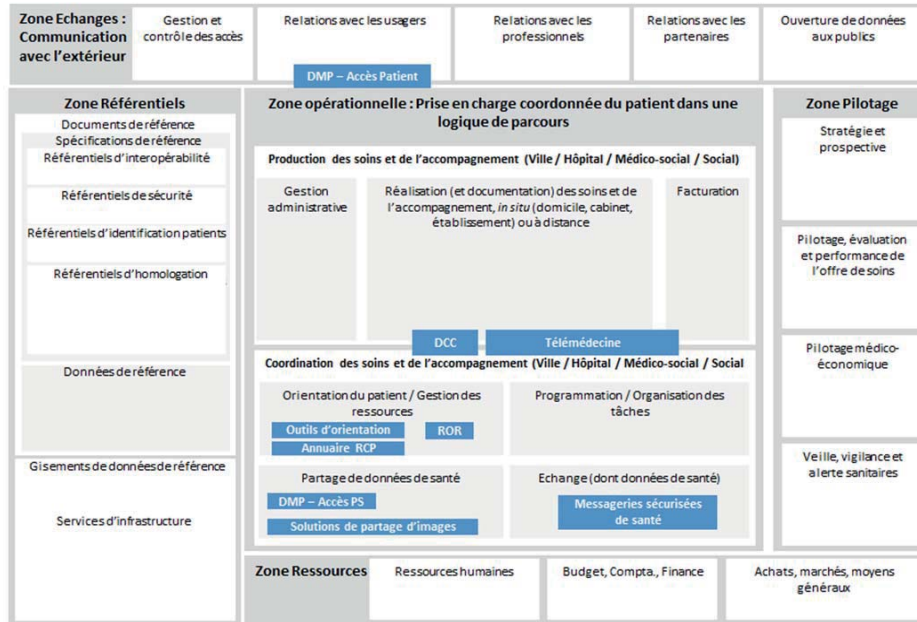 Zone Echanges :
Communication
avec l'extérieur
Gestion et
contrôle des accès
Relations avec les usagers
DMP – Accès Patient
Relations avec les
professionnels
Relations avec les
partenaires
Ouverture de données
aux publics
Zone Référentiels
Documents de référence
Spécifications de référence
Référentiels d'interopérabilité
Référentiels de sécurité
Référentiels d'identification patients
Référentiels d'homologation
Données de référence
Gisements de données de référence
Services d'infrastructure
Zone opérationnelle : Prise en charge coordonnée du patient dans une
logique de parcours
Production des soins et de l'accompagnement (Ville / Hôpital / Médico-social / Social)
Gestion
administrative
Réalisation (et documentation) des soins et de
l'accompagnement, in situ (domicile, cabinet,
établissement) ou à distance
Facturation
DCC
Télémédecine
Coordination des soins et de l'accompagnement (Ville / Hôpital / Médico-social / Social
Orientation du patient / Gestion des
ressources
Outils d'orientation
ROR
Annuaire RCP
Programmation / Organisation des
tâches
Partage de données de santé
DMP – Accès PS
Solutions de partage d'images
Echange (dont données de santé)
Messageries sécurisées
de santé
Zone Pilotage
Stratégie et
prospective
Pilotage, évaluation
et performance de
l'offre de soins
Pilotage médico-
économique
Veille, vigilance et
alerte sanitaires
Zone Ressources
Ressources humaines
Budget, Compta., Finance
Achats, marchés, moyens
généraux